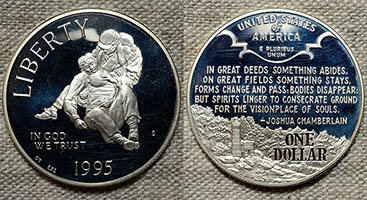 LIBERTY
IN GOD
WE TRUST
1995
UNITED STATES
OF
AMERICA
E PLURIBUS
UNUM
IN GREAT DEEDS SOMETHING ABIDES.
ON GREAT FIELDS SOMETHING STAYS.
FORMS CHANGE AND PASS; BODIES DISAPPEAR;
BUT SPIRITS LINGER TO CONSECRATE GROUND
FOR THE VISIONPLACE OF SOULS.
–JOSHUA CHAMBERLAIN
ONE
DOLLAR